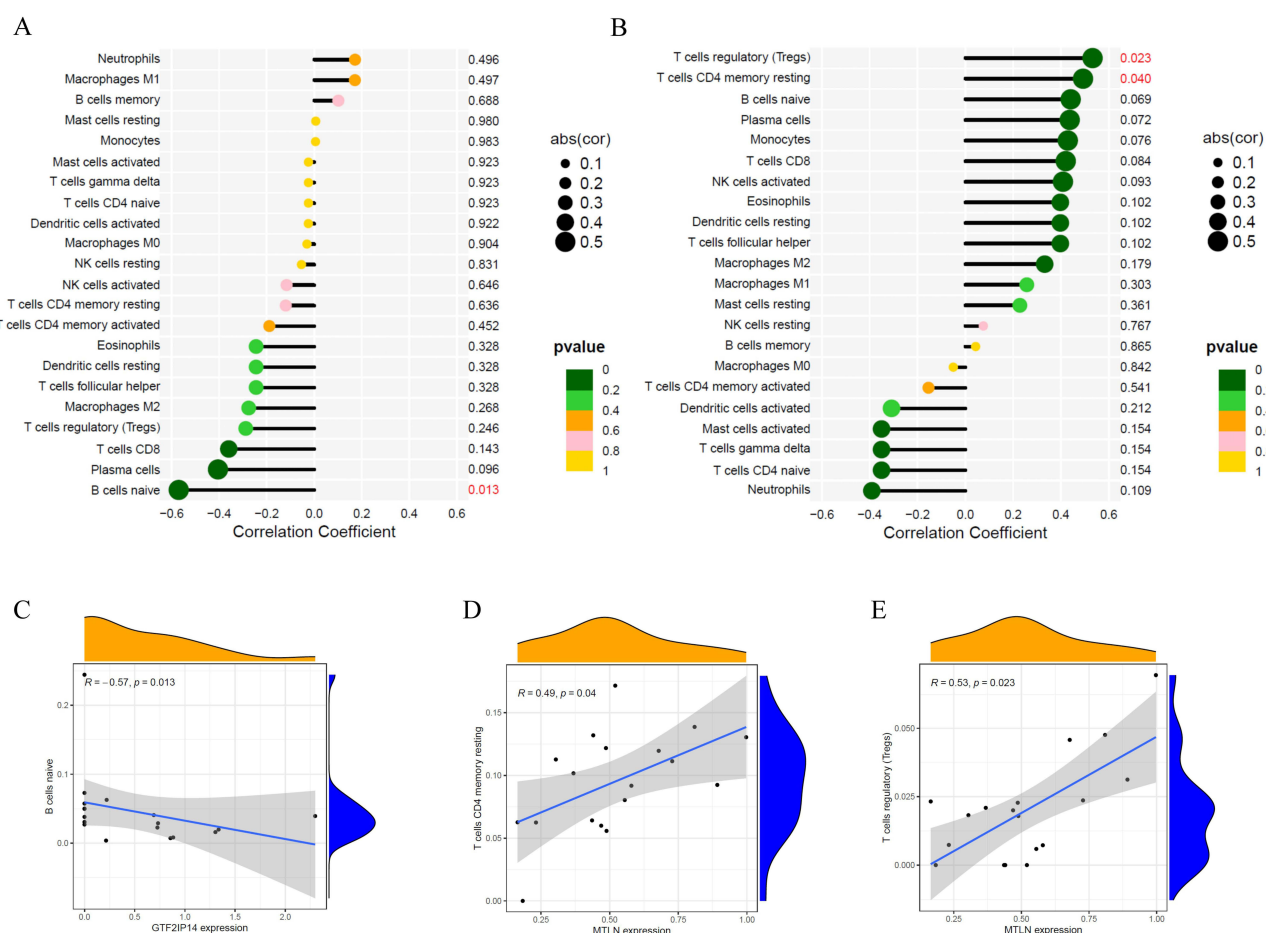 A
Neutrophils 0.496
Macrophages M1 0.497
B cells memory 0.688
Mast cells resting 0.980
Monocytes 0.983
Mast cells activated 0.923
T cells gamma delta 0.923
T cells CD4 naive 0.923
Dendritic cells activated 0.922
Macrophages M0 0.904
NK cells resting 0.831
NK cells activated 0.646
T cells CD4 memory resting 0.636
T cells CD4 memory activated 0.452
Eosinophils 0.328
Dendritic cells resting 0.328
T cells follicular helper 0.328
Macrophages M2 0.268
T cells regulatory (Tregs) 0.246
T cells CD8 0.143
Plasma cells 0.096
B cells naive 0.013
−0.6 −0.4 −0.2 0.0 0.2 0.4 0.6
Correlation Coefficient
abs(cor)
0.1
0.2
0.3
0.4
0.5
pvalue
0
0.2
0.4
0.6
0.8
1
B
T cells regulatory (Tregs) 0.023
T cells CD4 memory resting 0.040
B cells naive 0.069
Plasma cells 0.072
Monocytes 0.076
T cells CD8 0.084
NK cells activated 0.093
Eosinophils 0.102
Dendritic cells resting 0.102
T cells follicular helper 0.102
Macrophages M2 0.179
Macrophages M1 0.303
Mast cells resting 0.361
NK cells resting 0.767
B cells memory 0.865
Macrophages M0 0.842
T cells CD4 memory activated 0.541
Dendritic cells activated 0.212
Mast cells activated 0.154
T cells gamma delta 0.154
T cells CD4 naive 0.154
Neutrophils 0.109
−0.6 −0.4 −0.2 0.0 0.2 0.4 0.6
Correlation Coefficient
abs(cor)
0.1
0.2
0.3
0.4
0.5
pvalue
0
0.
0.
0.
0.
1
C
R = −0.57, p = 0.013
B cells naive
0.2
0.1
0.0
0.0 0.5 1.0 1.5 2.0
GTF2IP14 expression
D
R = 0.49, p = 0.04
T cells CD4 memory resting
0.15
0.10
0.05
0.00
0.25 0.50 0.75 1.00
MTLN expression
E
R = 0.53, p = 0.023
T cells regulatory (Tregs)
0.050
0.025
0.000
0.25 0.50 0.75 1.00
MTLN expression